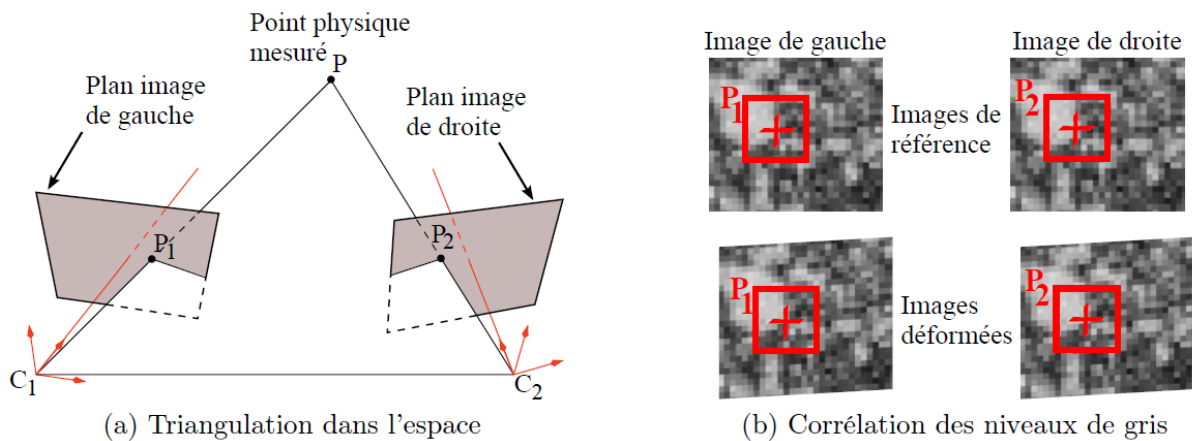 Point physique
mesuré
P
Plan image
de gauche
Plan image
de droite
P1
P2
C1
C2
(a) Triangulation dans l'espace
Image de gauche
Image de droite
P1
P2
Images de
référence
P1
P2
Images
déformées
(b) Corrélation des niveaux de gris